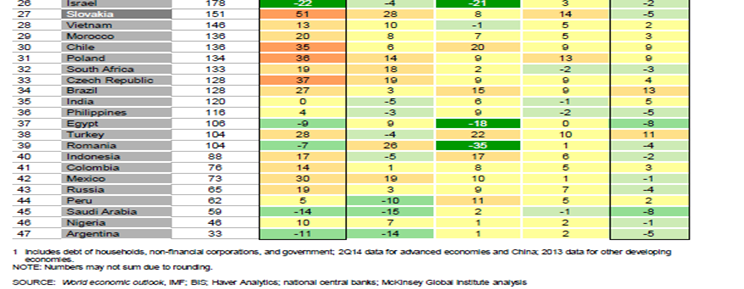 26 Israel 178 -22 -4 -21 3 -2
27 Slovakia 151 51 28 8 14 -5
28 Vietnam 146 13 10 -1 5 2
29 Morocco 136 20 8 7 5 3
30 Chile 136 35 6 20 9 9
31 Poland 134 36 14 9 13 9
32 South Africa 133 19 18 2 -2 -3
33 Czech Republic 128 37 19 9 9 4
34 Brazil 128 27 3 15 9 13
35 India 120 0 -5 6 -1 5
36 Philippines 116 4 -3 9 -2 -5
37 Egypt 106 -9 9 -18 0 -8
38 Turkey 104 28 -4 22 10 11
39 Romania 104 -7 26 -35 1 -4
40 Indonesia 88 17 -5 17 6 -2
41 Colombia 76 14 1 8 5 3
42 Mexico 73 30 19 10 1 -1
43 Russia 65 19 3 9 7 -4
44 Peru 62 5 -10 11 5 2
45 Saudi Arabia 59 -14 -15 2 -1 -8
46 Nigeria 46 10 7 1 2 -1
47 Argentina 33 -11 -14 1 2 -5
1 Includes debt of households, non-financial corporations, and government; 2Q14 data for advanced economies and China; 2013 data for other developing
economies.
NOTE: Numbers may not sum due to rounding.
SOURCE: World economic outlook, IMF; BIS; Haver Analytics; national central banks; McKinsey Global Institute analysis